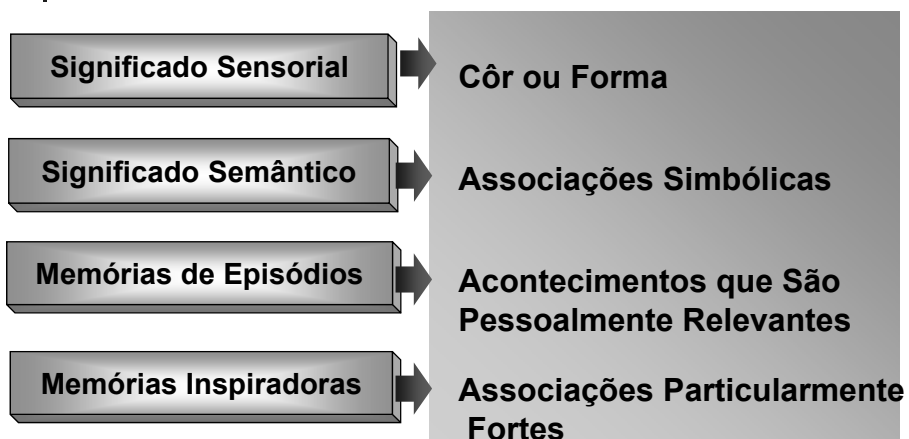 Significado Sensorial
Côr ou Forma
Significado Semântico
Associações Simbólicas
Memórias de Episódios
Acontecimentos que São
Pessoalmente Relevantes
Memórias Inspiradoras
Associações Particularmente
Fortes